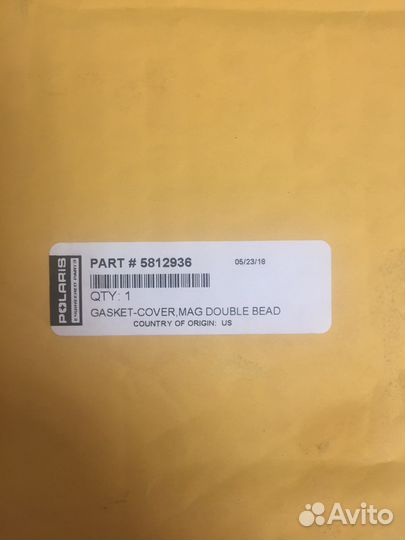 POLARIS
ENGINEERED PARTS
PART # 5812936
05/23/18
QTY: 1
GASKET-COVER,MAG DOUBLE BEAD
COUNTRY OF ORIGIN: US
Avito